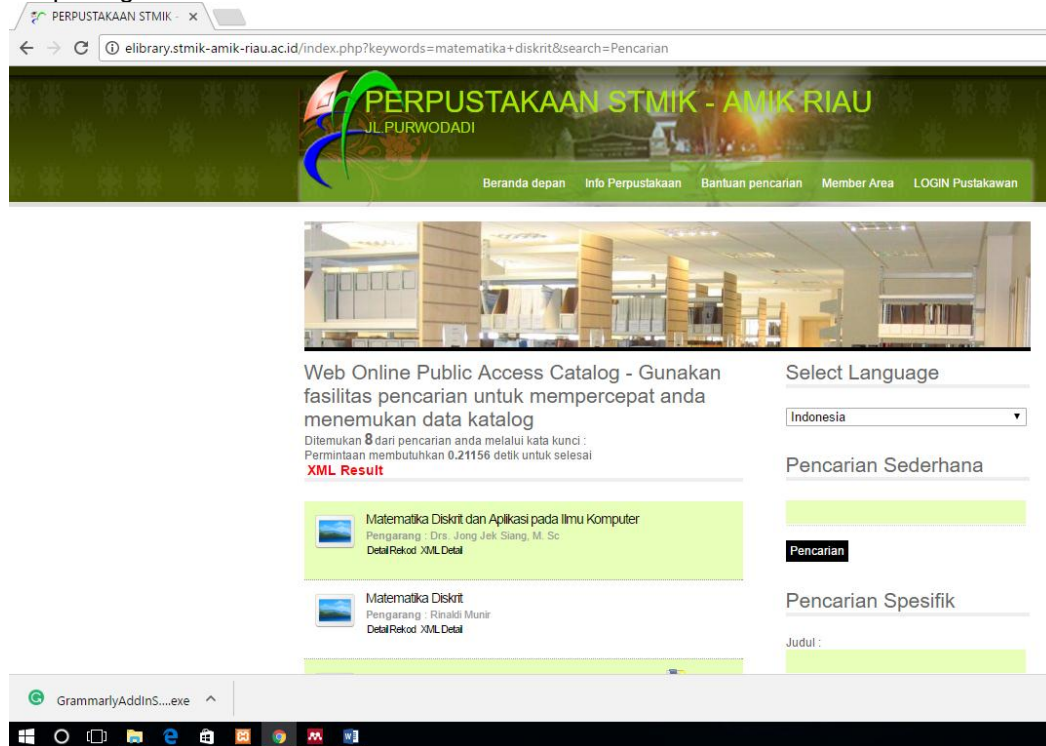 PERPUSTAKAAN STMIK -
elibrary.stmik-amik-riau.ac.id/index.php?keywords=matematika+diskrit&search=Pencarian
PERPUSTAKAAN STMIK - AMIK RIAU
JL.PURWODADI
Beranda depan Info Perpustakaan Bantuan pencarian Member Area LOGIN Pustakawan
Web Online Public Access Catalog - Gunakan
fasilitas pencarian untuk mempercepat anda
menemukan data katalog
Ditemukan 8 dari pencarian anda melalui kata kunci :
Permintaan membutuhkan 0.21156 detik untuk selesai
XML Result
Matematika Diskrit dan Aplikasi pada Ilmu Komputer
Pengarang : Drs. Jong Jek Siang, M. Sc
Detail Rekod XML Detail
Matematika Diskrit
Pengarang : Rinaldi Munir
Detail Rekod XML Detail
Select Language
Indonesia
Pencarian Sederhana
Pencarian
Pencarian Spesifik
Judul :
GrammarlyAddInS....exe